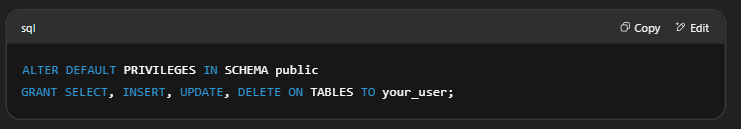 sql
Copy
Edit
ALTER DEFAULT PRIVILEGES IN SCHEMA public
GRANT SELECT, INSERT, UPDATE, DELETE ON TABLES TO your_user;